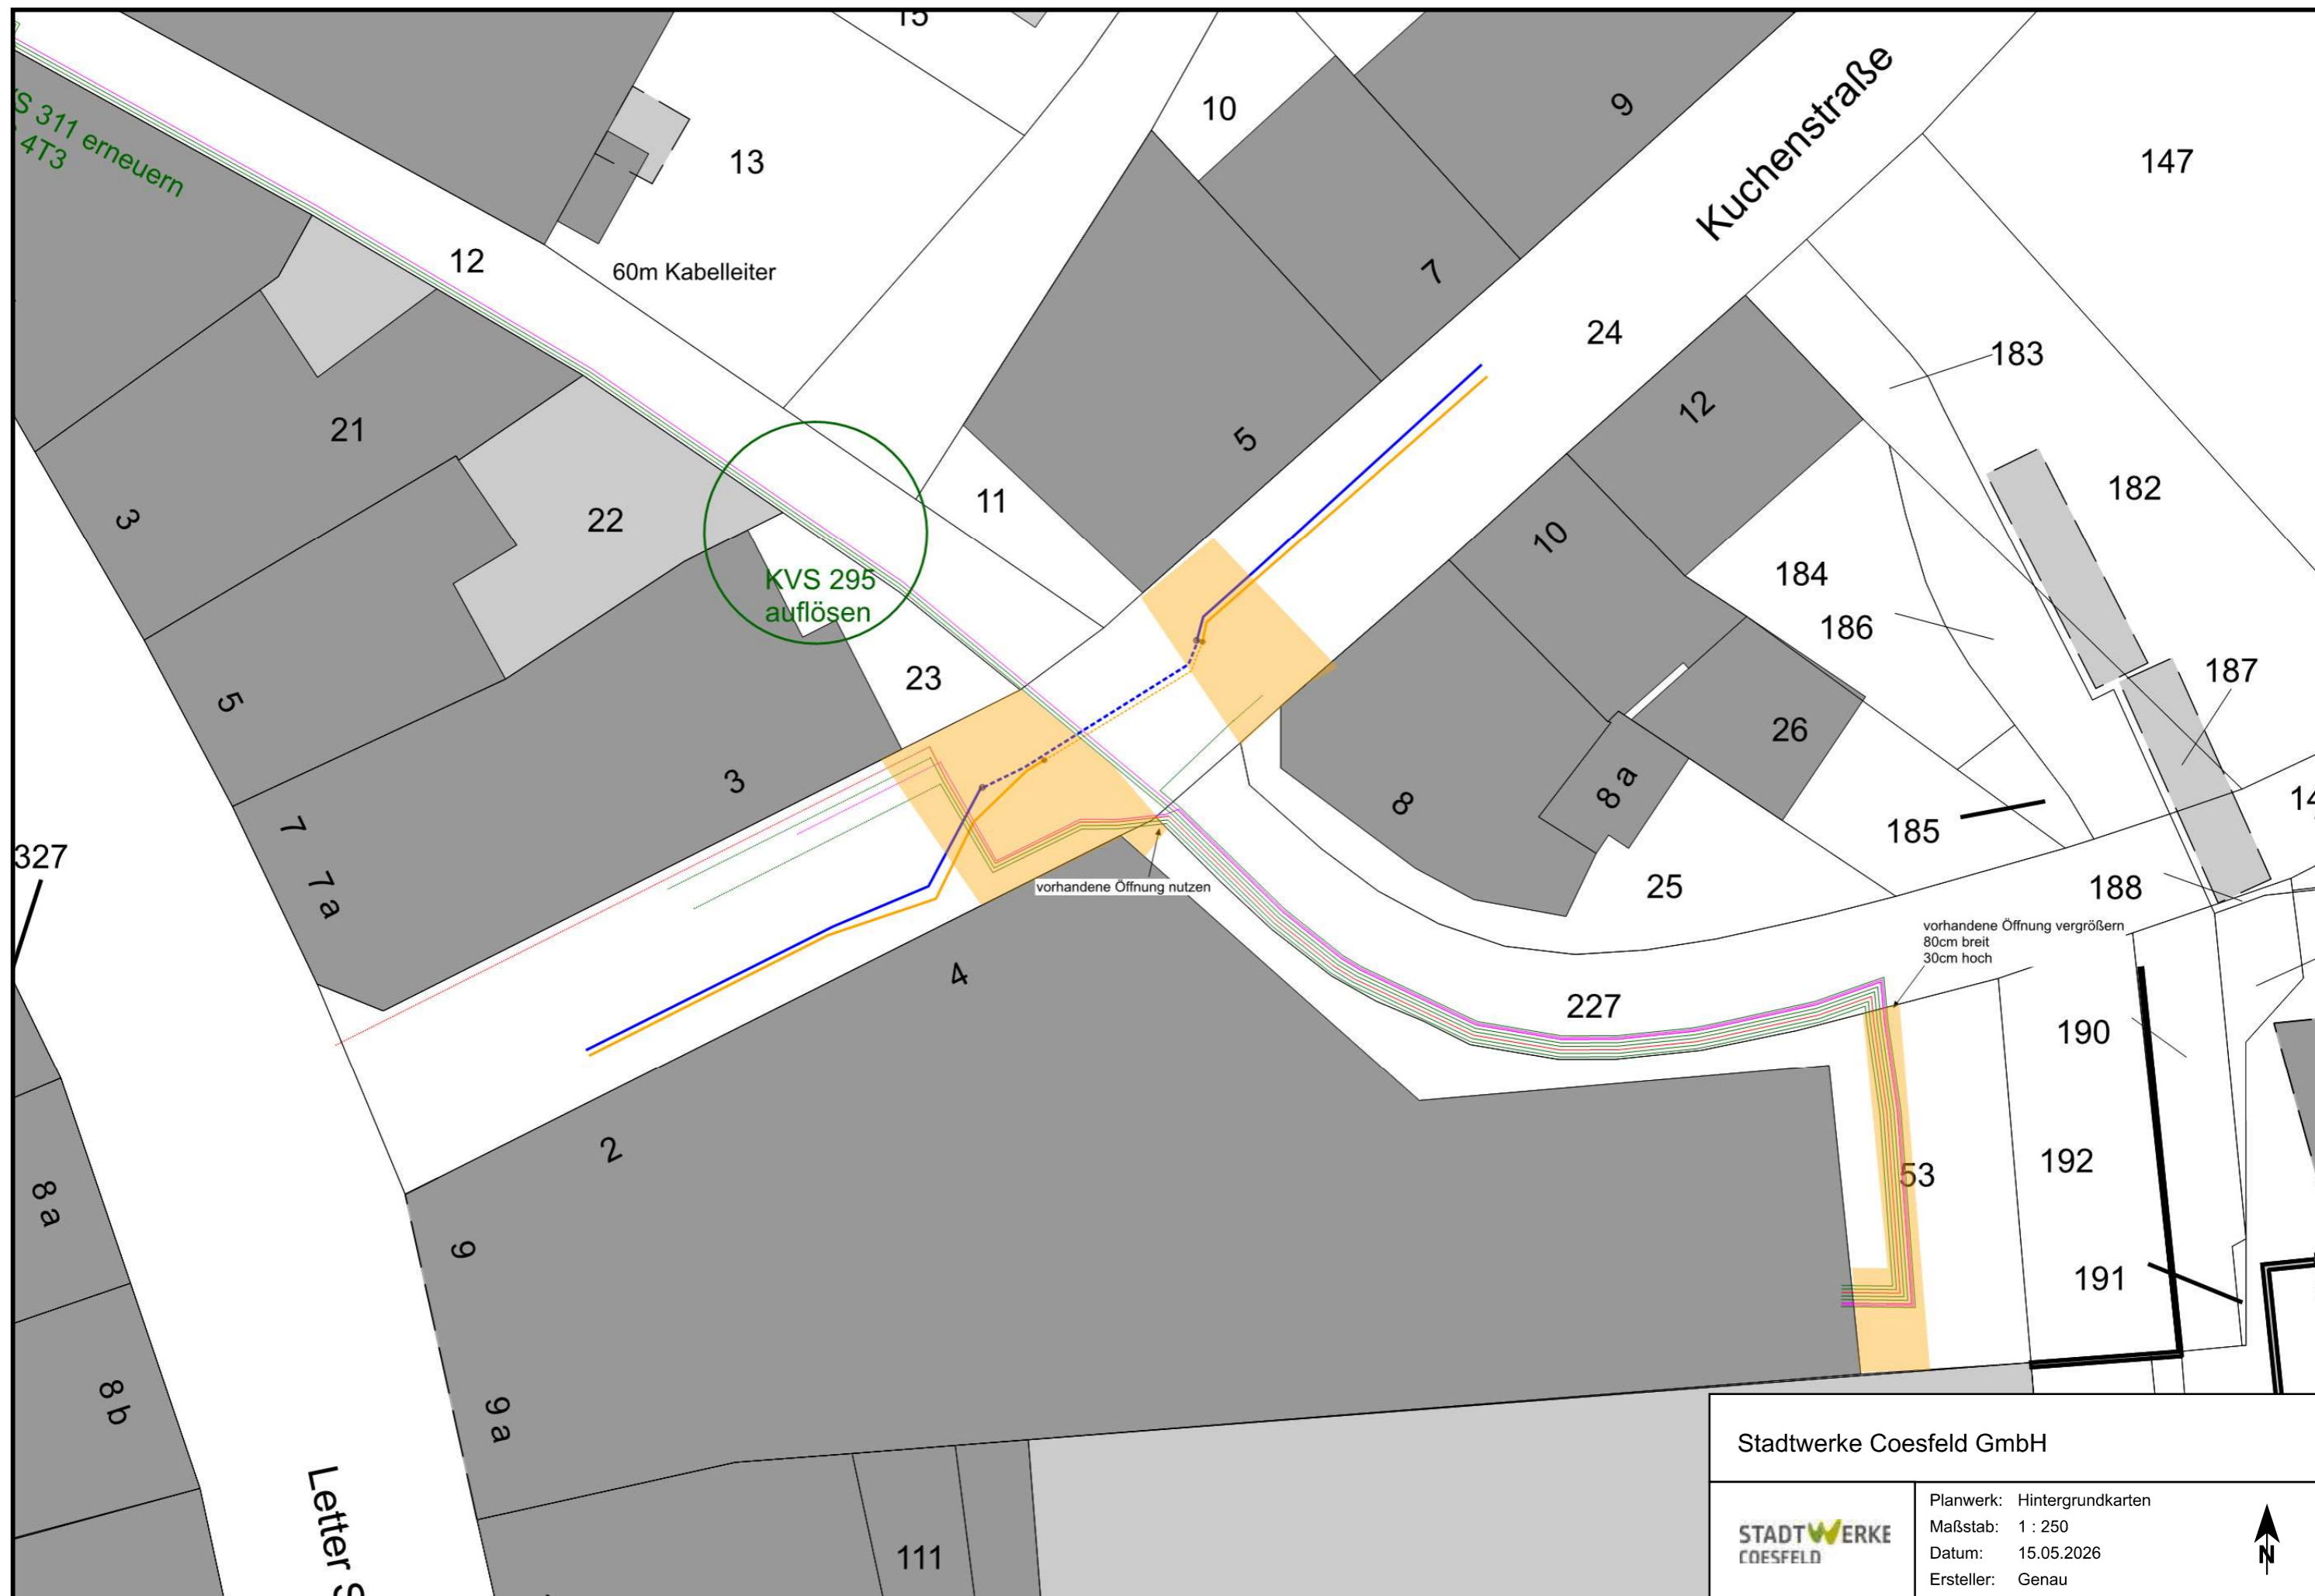 15
10
9
Kuchenstraße
147
S 311 erneuern
4T3
13
12
60m Kabelleiter
7
24
183
21
5
12
3
22
11
10
182
KVS 295
auflösen
184
186
23
187
5
3
26
8
8 a
7
7 a
185
14
327
vorhandene Öffnung nutzen
25
188
vorhandene Öffnung vergrößern
80cm breit
30cm hoch
4
227
190
2
53
192
8 a
9
191
8 b
9 a
Letter S
111
Stadtwerke Coesfeld GmbH
STADTWERKE
COESFELD
Planwerk: Hintergrundkarten
Maßstab: 1 : 250
Datum: 15.05.2026
Ersteller: Genau
N